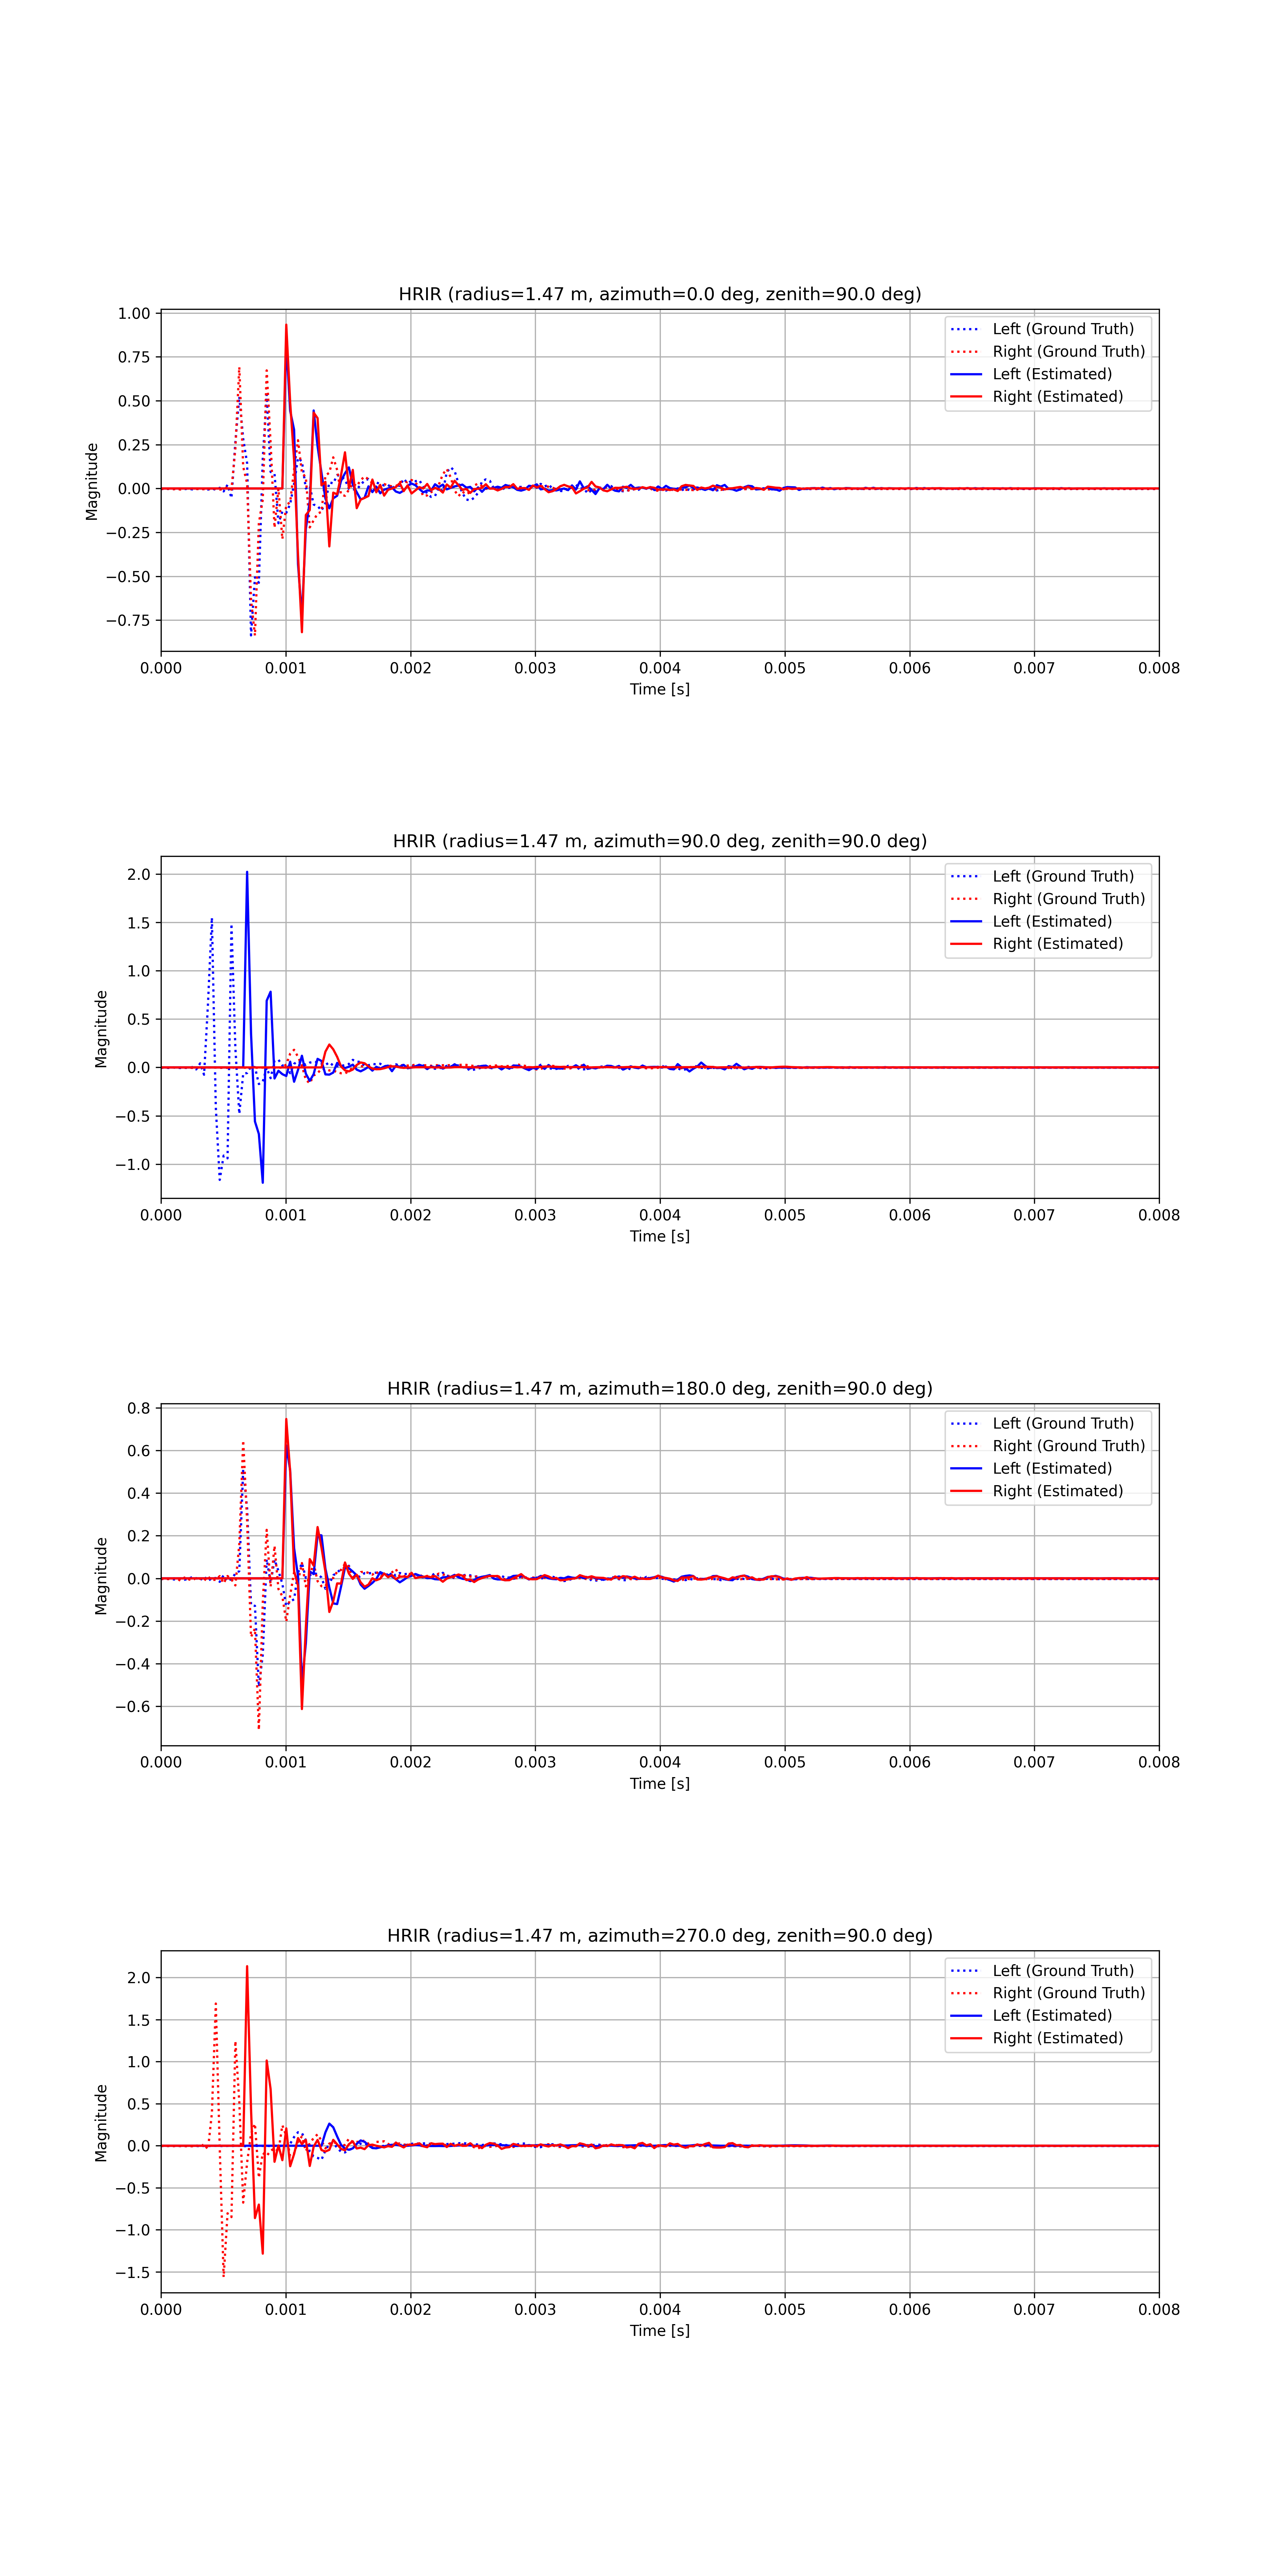 HRIR (radius=1.47 m, azimuth=0.0 deg, zenith=90.0 deg)
Left (Ground Truth)
Right (Ground Truth)
Left (Estimated)
Right (Estimated)
Magnitude
1.00
0.75
0.50
0.25
0.00
−0.25
−0.50
−0.75
0.000 0.001 0.002 0.003 0.004 0.005 0.006 0.007 0.008
Time [s]
HRIR (radius=1.47 m, azimuth=90.0 deg, zenith=90.0 deg)
Left (Ground Truth)
Right (Ground Truth)
Left (Estimated)
Right (Estimated)
Magnitude
2.0
1.5
1.0
0.5
0.0
−0.5
−1.0
0.000 0.001 0.002 0.003 0.004 0.005 0.006 0.007 0.008
Time [s]
HRIR (radius=1.47 m, azimuth=180.0 deg, zenith=90.0 deg)
Left (Ground Truth)
Right (Ground Truth)
Left (Estimated)
Right (Estimated)
Magnitude
0.8
0.6
0.4
0.2
0.0
−0.2
−0.4
−0.6
0.000 0.001 0.002 0.003 0.004 0.005 0.006 0.007 0.008
Time [s]
HRIR (radius=1.47 m, azimuth=270.0 deg, zenith=90.0 deg)
Left (Ground Truth)
Right (Ground Truth)
Left (Estimated)
Right (Estimated)
Magnitude
2.0
1.5
1.0
0.5
0.0
−0.5
−1.0
−1.5
0.000 0.001 0.002 0.003 0.004 0.005 0.006 0.007 0.008
Time [s]